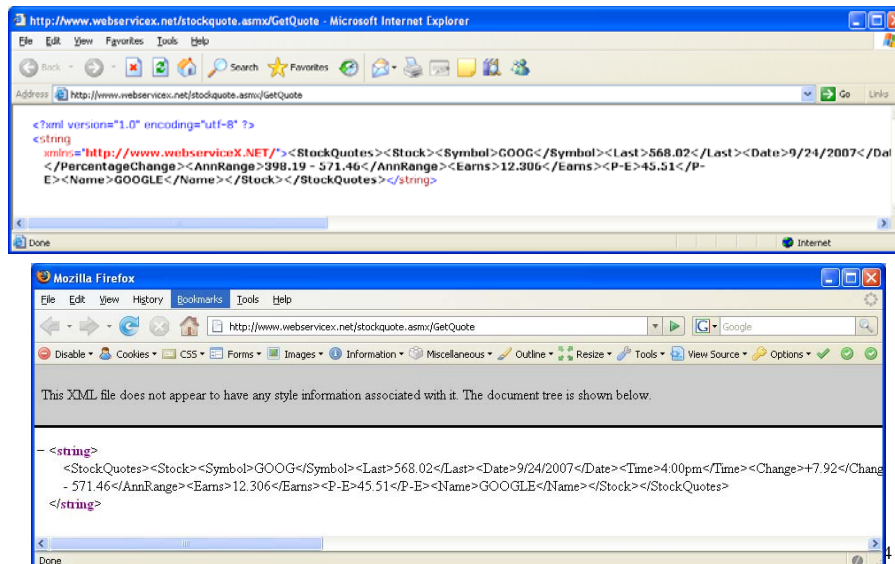 http://www.webservicex.net/stockquote.asmx/GetQuote - Microsoft Internet Explorer
File Edit View Favorites Tools Help
Back Search Favorites
Address http://www.webservicex.net/stockquote.asmx/GetQuote Go Links
<?xml version="1.0" encoding="utf-8" ?>
<string
xmlns="http://www.webserviceX.NET/"><StockQuotes><Stock><Symbol>GOOG</Symbol><Last>568.02</Last><Date>9/24/2007</Dat
</PercentageChange><AnnRange>398.19 - 571.46</AnnRange><Earns>12.306</Earns><P-E>45.51</P-
E><Name>GOOGLE</Name></Stock></StockQuotes></string>
Done Internet
Mozilla Firefox
File Edit View History Bookmarks Tools Help
http://www.webservicex.net/stockquote.asmx/GetQuote G Google
Disable Cookies CSS Forms Images Information Miscellaneous Outline Resize Tools View Source Options
This XML file does not appear to have any style information associated with it. The document tree is shown below.
− <string>
<StockQuotes><Stock><Symbol>GOOG</Symbol><Last>568.02</Last><Date>9/24/2007</Date><Time>4:00pm</Time><Change>+7.92</Chang
- 571.46</AnnRange><Earns>12.306</Earns><P-E>45.51</P-E><Name>GOOGLE</Name></Stock></StockQuotes>
</string>
Done
4